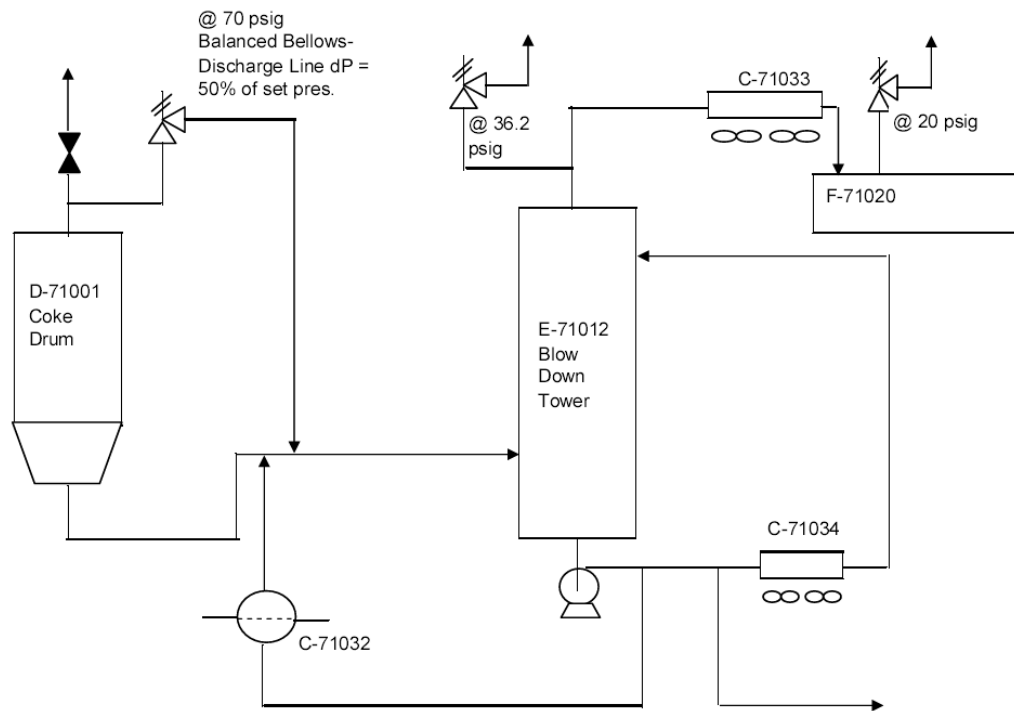 @ 70 psig
Balanced Bellows-
Discharge Line dP =
50% of set pres.
@ 36.2
psig
C-71033
@ 20 psig
F-71020
D-71001
Coke
Drum
E-71012
Blow
Down
Tower
C-71034
C-71032